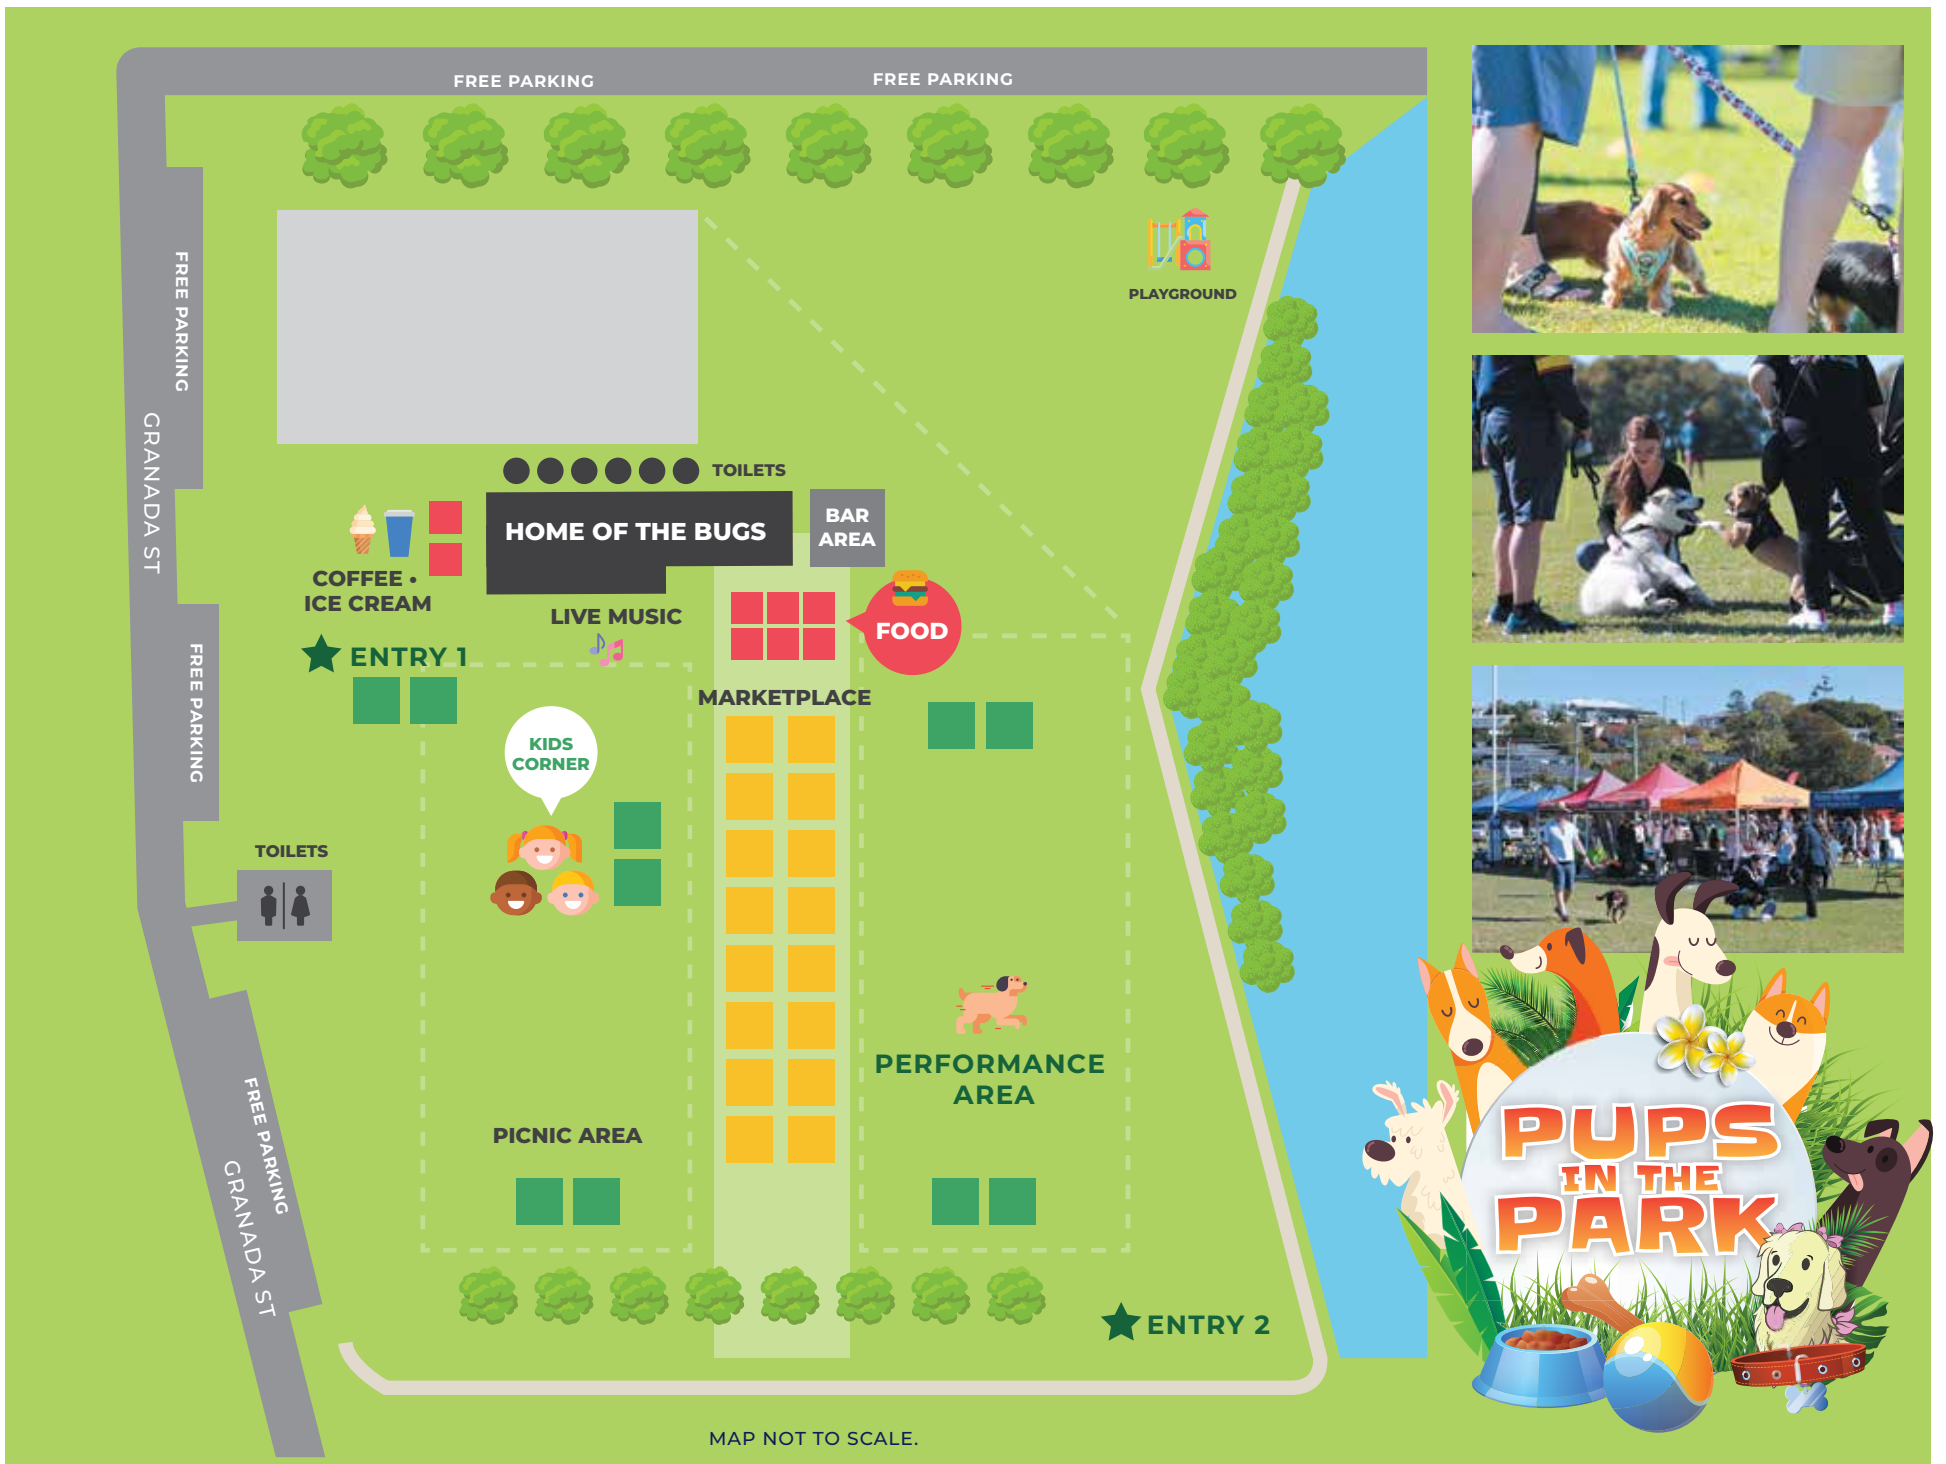 FREE PARKING
FREE PARKING
FREE PARKING
GRANADA ST
PLAYGROUND
TOILETS
HOME OF THE BUGS
BAR
AREA
COFFEE •
ICE CREAM
LIVE MUSIC
FOOD
ENTRY 1
FREE PARKING
MARKETPLACE
KIDS
CORNER
TOILETS
PERFORMANCE
AREA
FREE PARKING
GRANADA ST
PICNIC AREA
ENTRY 2
MAP NOT TO SCALE.
PUPS
IN THE
PARK